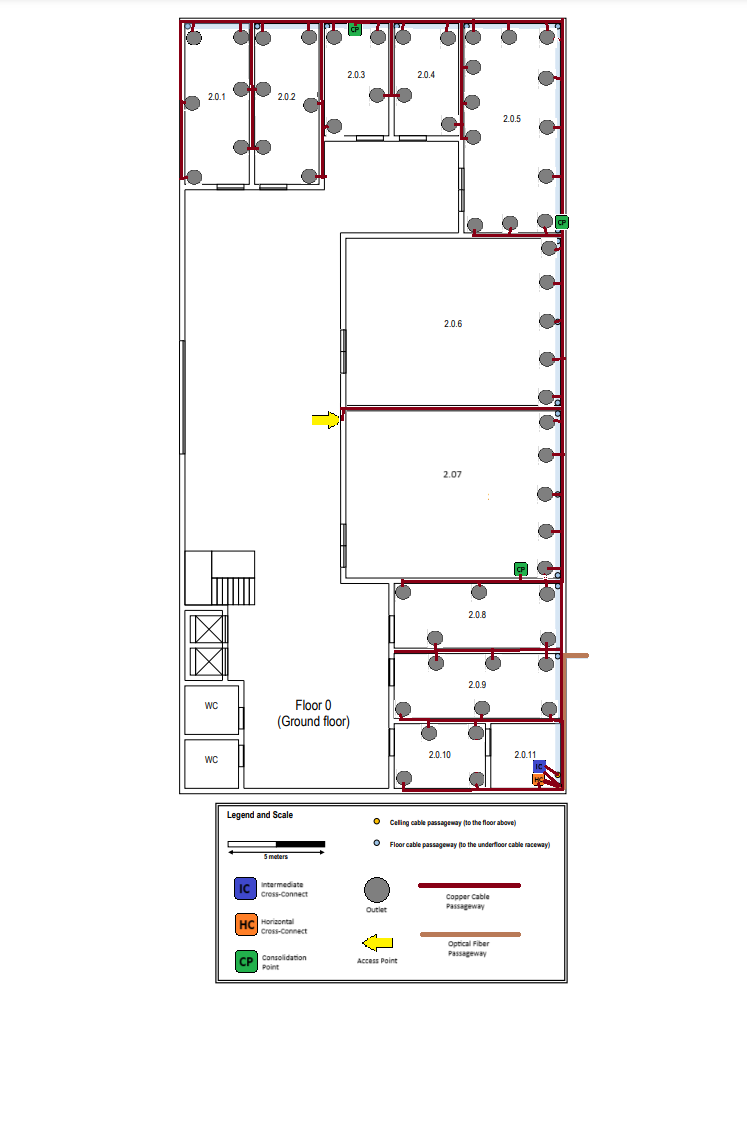 CP
2.0.1
2.0.2
2.0.3
2.0.4
2.0.5
CP
2.0.6
2.07
CP
2.0.8
2.0.9
WC
Floor 0
(Ground floor)
WC
2.0.10
2.0.11
IC
HC
Legend and Scale
5 meters
Celling cable passageway (to the floor above)
Floor cable passageway (to the underfloor cable raceway)
IC
Intermediate
Cross-Connect
Outlet
Copper Cable
Passageway
HC
Horizontal
Cross-Connect
Access Point
Optical Fiber
Passageway
CP
Consolidation
Point